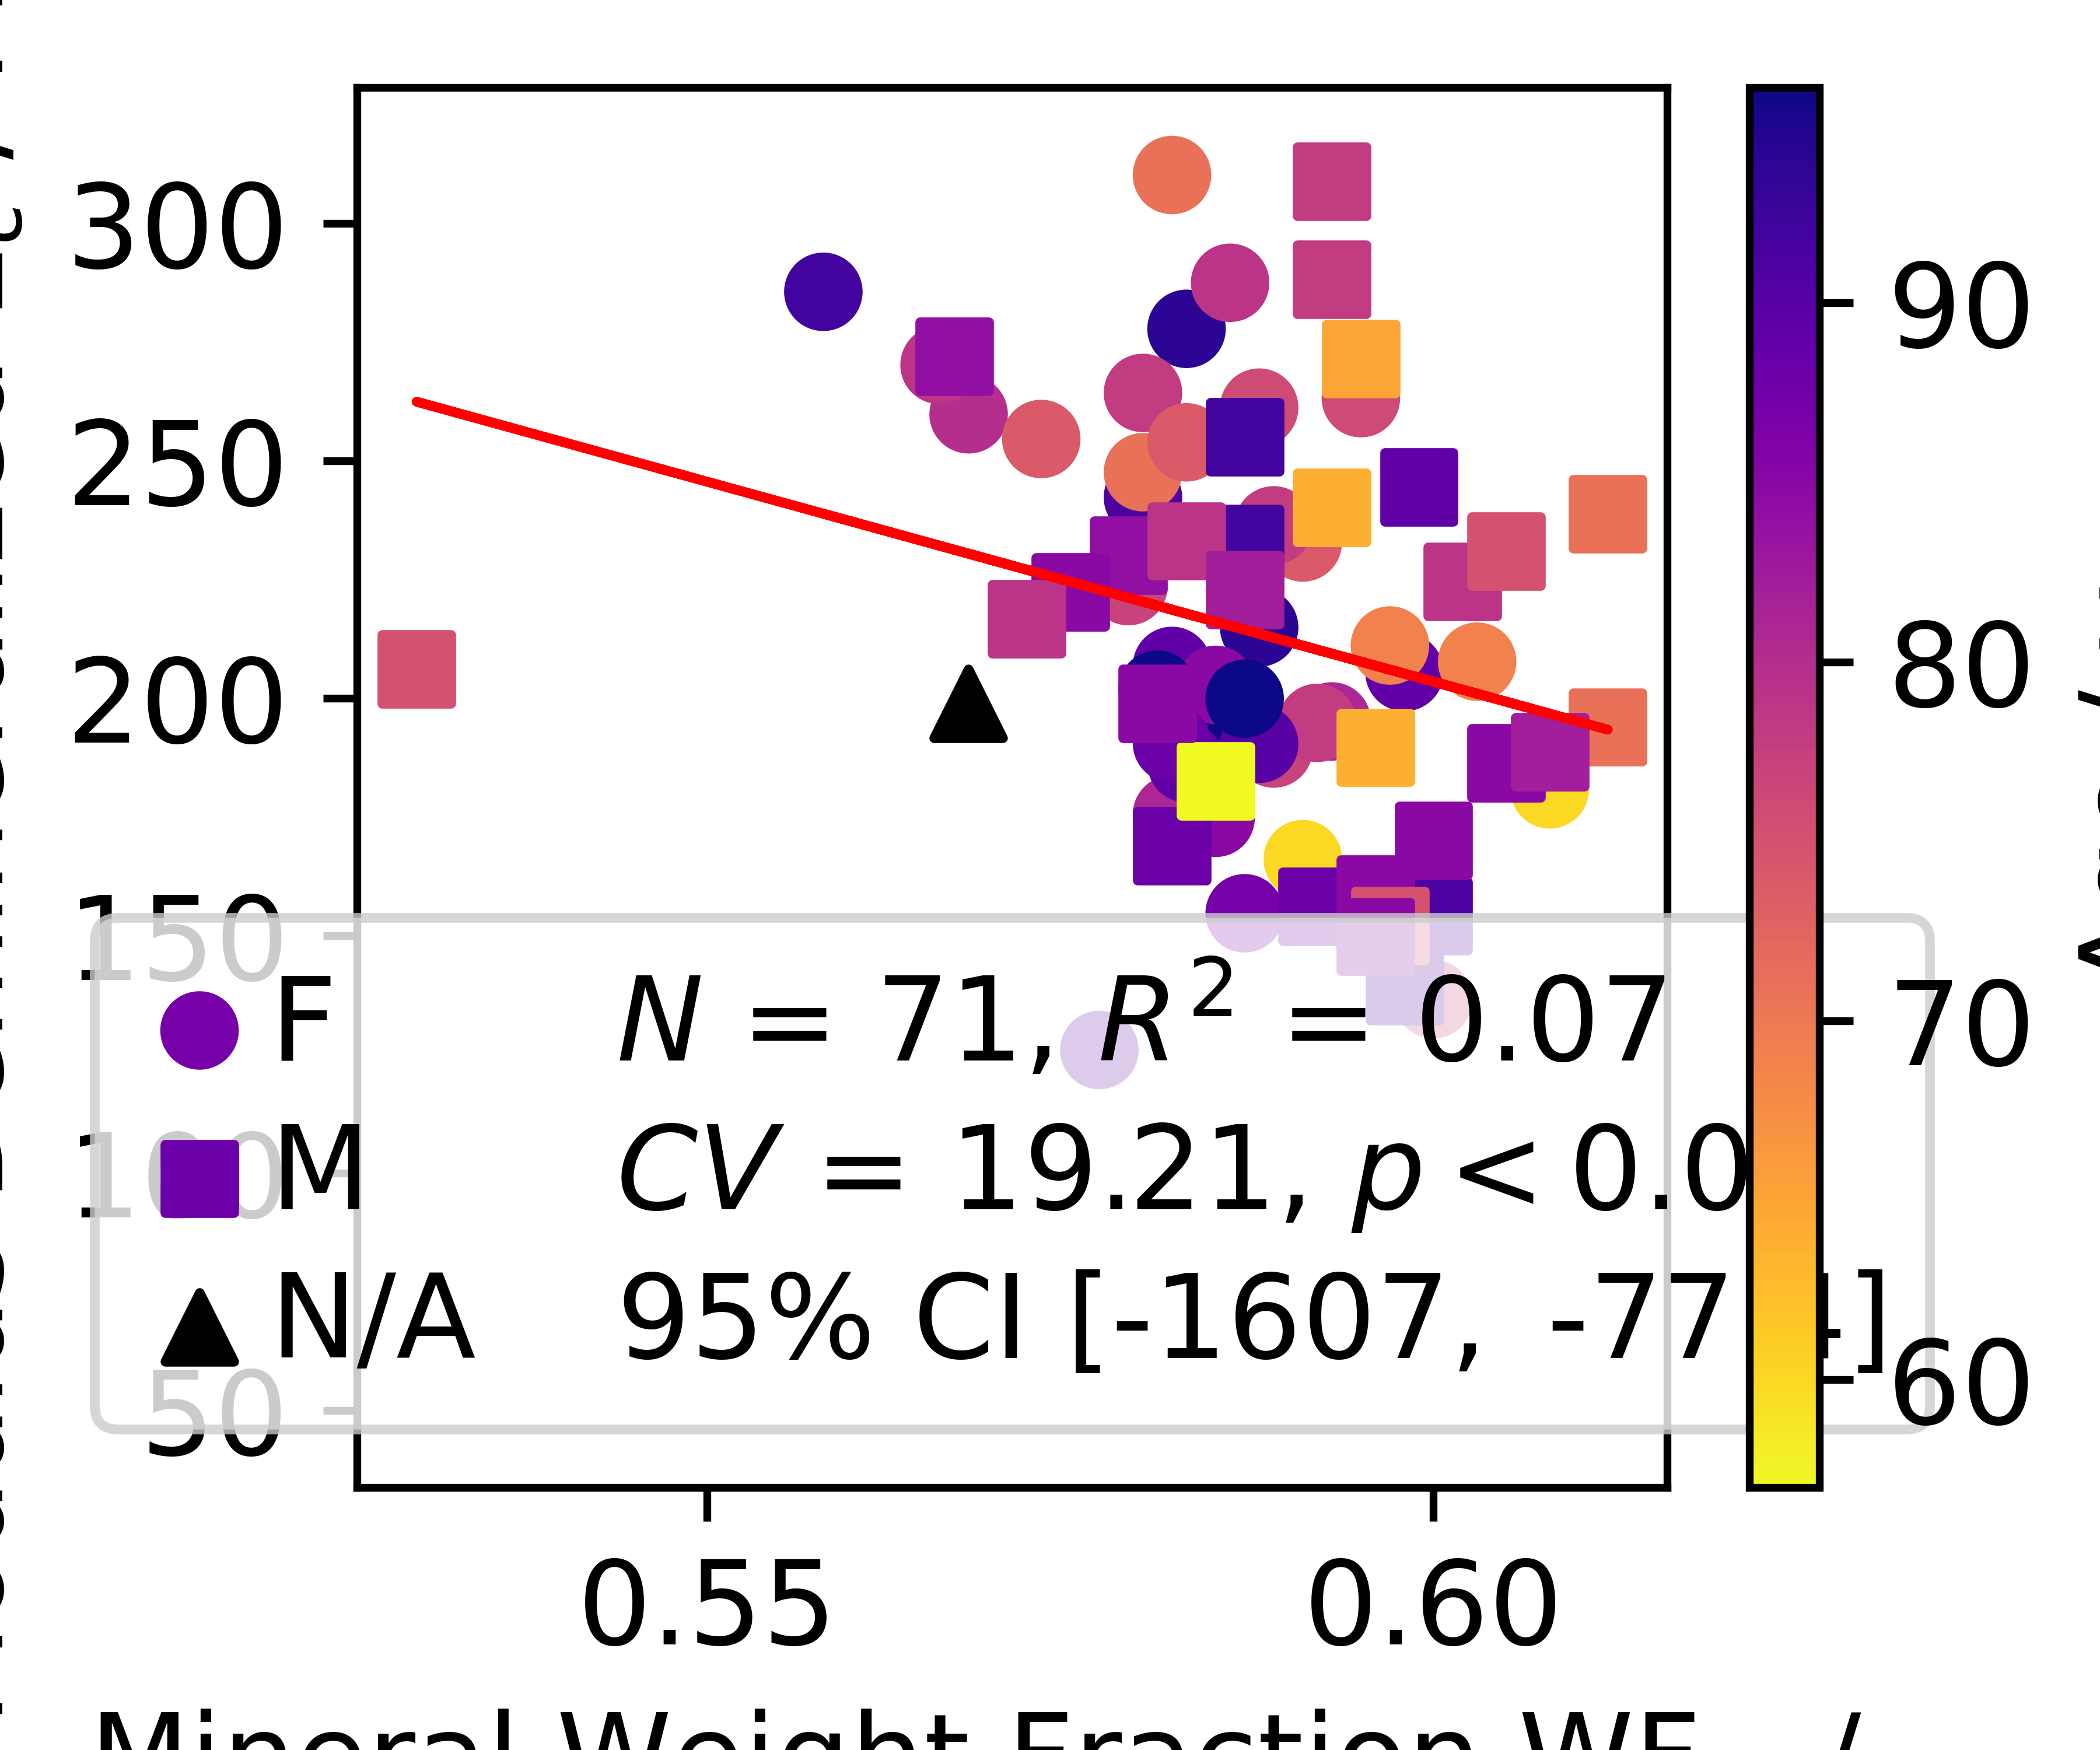 300
250
200
150
100
50
90
80
70
60
F
M
N/A
N = 71, R² = 0.07
CV = 19.21, p < 0.0
95% CI [-1607, -77
0.55
0.60
Mineral Weight Fraction WF /